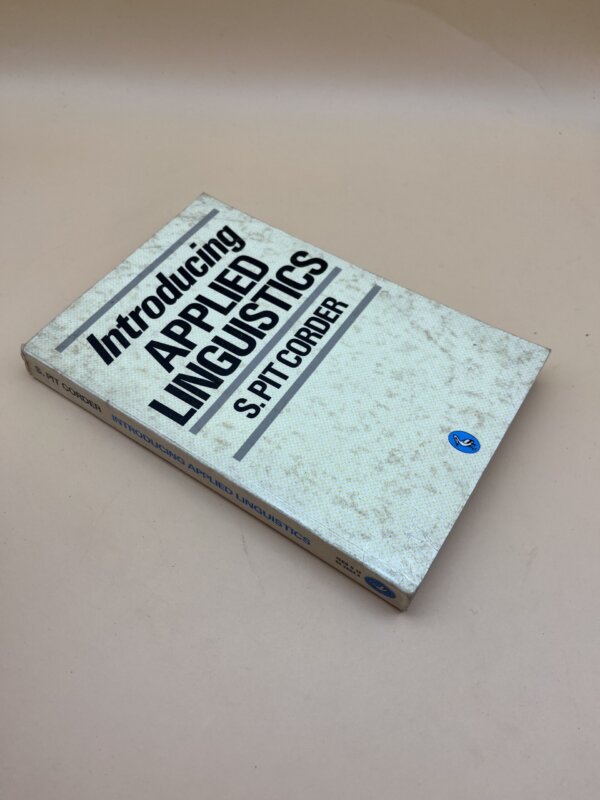 Introducing
APPLIED
LINGUISTICS
S. PIT CORDER
S. PIT CORDER INTRODUCING APPLIED LINGUISTICS